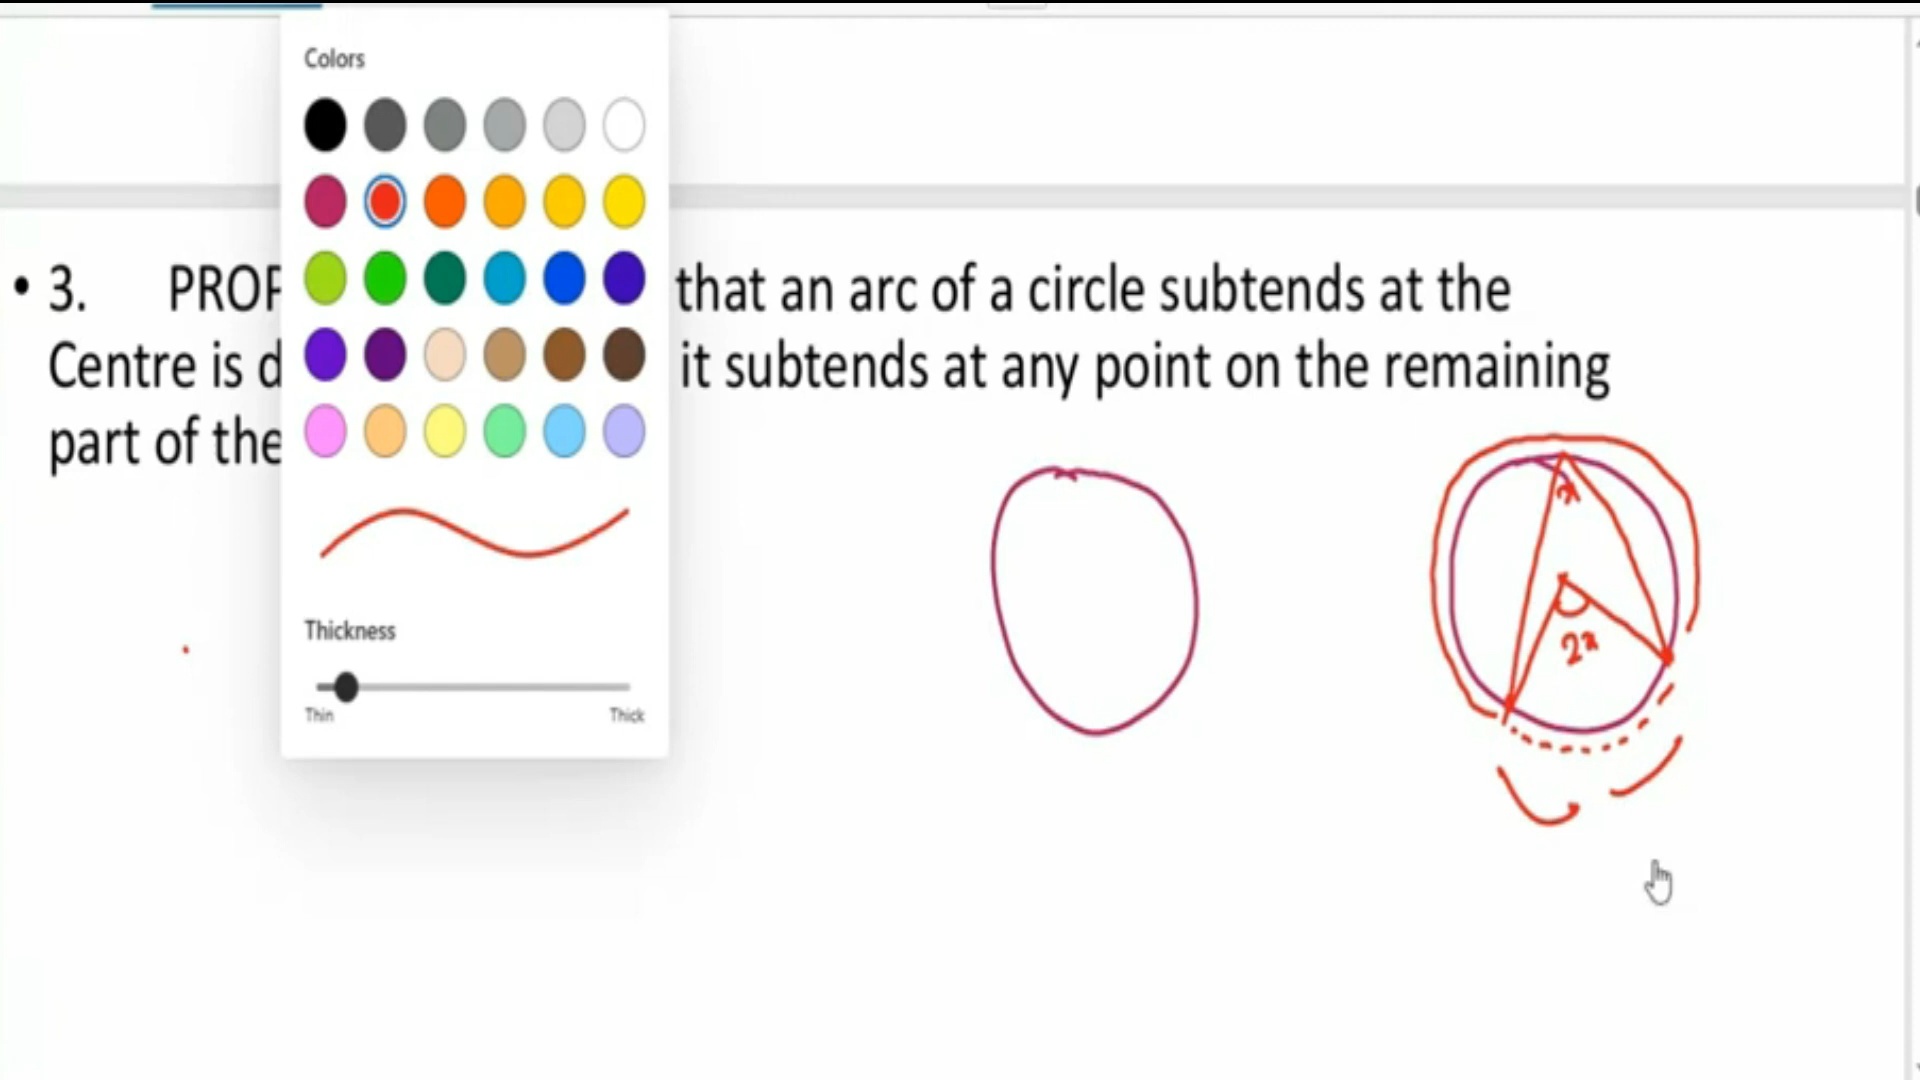 Colors
• 3. PROP that an arc of a circle subtends at the
Centre is d it subtends at any point on the remaining
part of the
x
2x
Thickness
Thin Thick